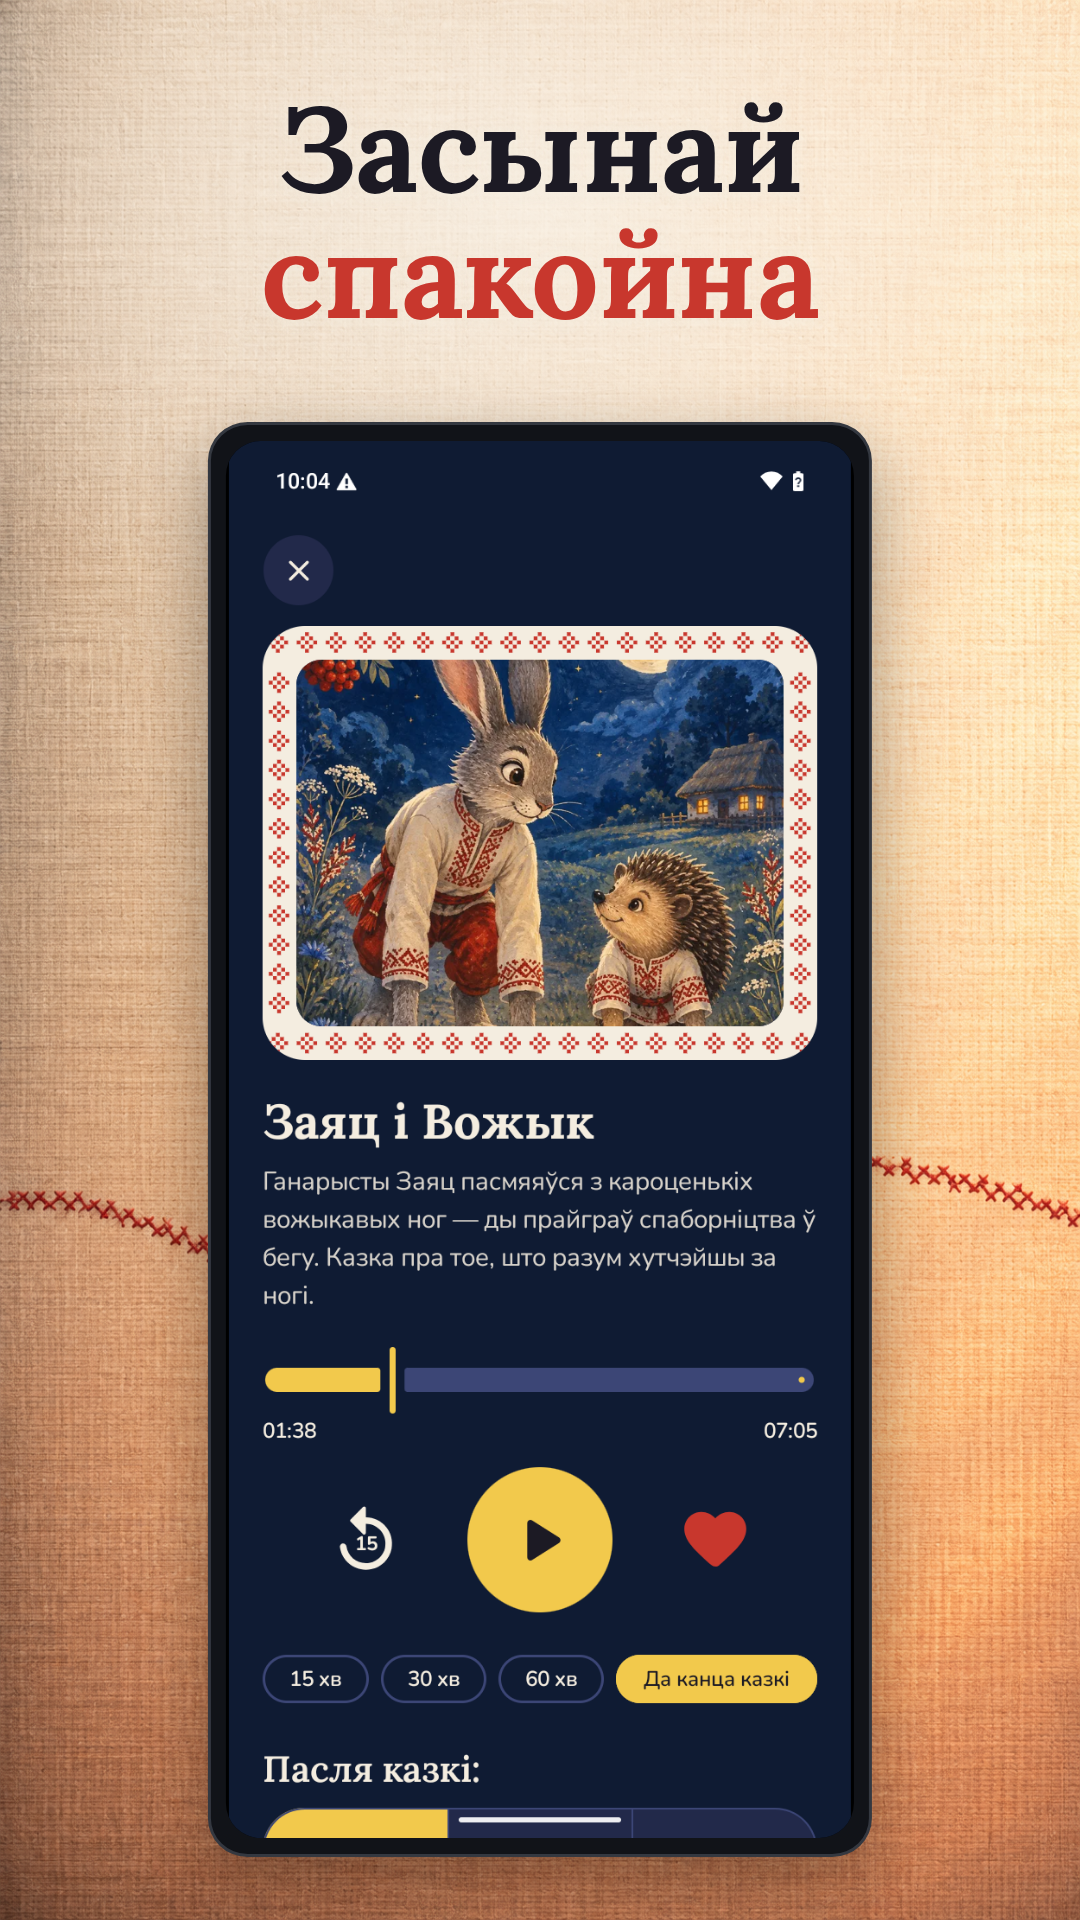 Засынай
спакойна
10:04
Заяц і Вожык
Ганарысты Заяц пасмяяўся з кароценькіх
вожыкавых ног — ды прайграў спаборніцтва ў
бегу. Казка пра тое, што разум хутчэйшы за
ногі.
01:38 07:05
15
15 хв 30 хв 60 хв Да канца казкі
Пасля казкі: